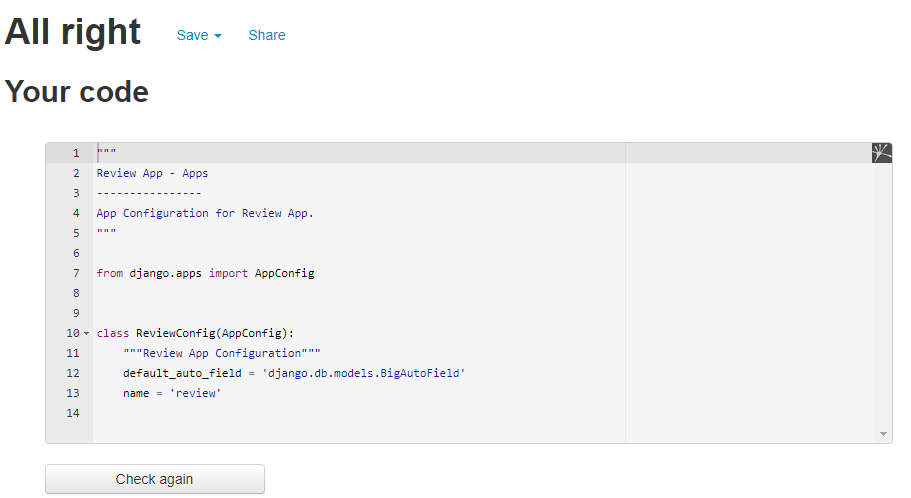 All right Save Share
Your code
1 """
2 Review App - Apps
3 ----------------
4 App Configuration for Review App.
5 """
6
7 from django.apps import AppConfig
8
9
10 class ReviewConfig(AppConfig):
11     """Review App Configuration"""
12     default_auto_field = 'django.db.models.BigAutoField'
13     name = 'review'
14
Check again